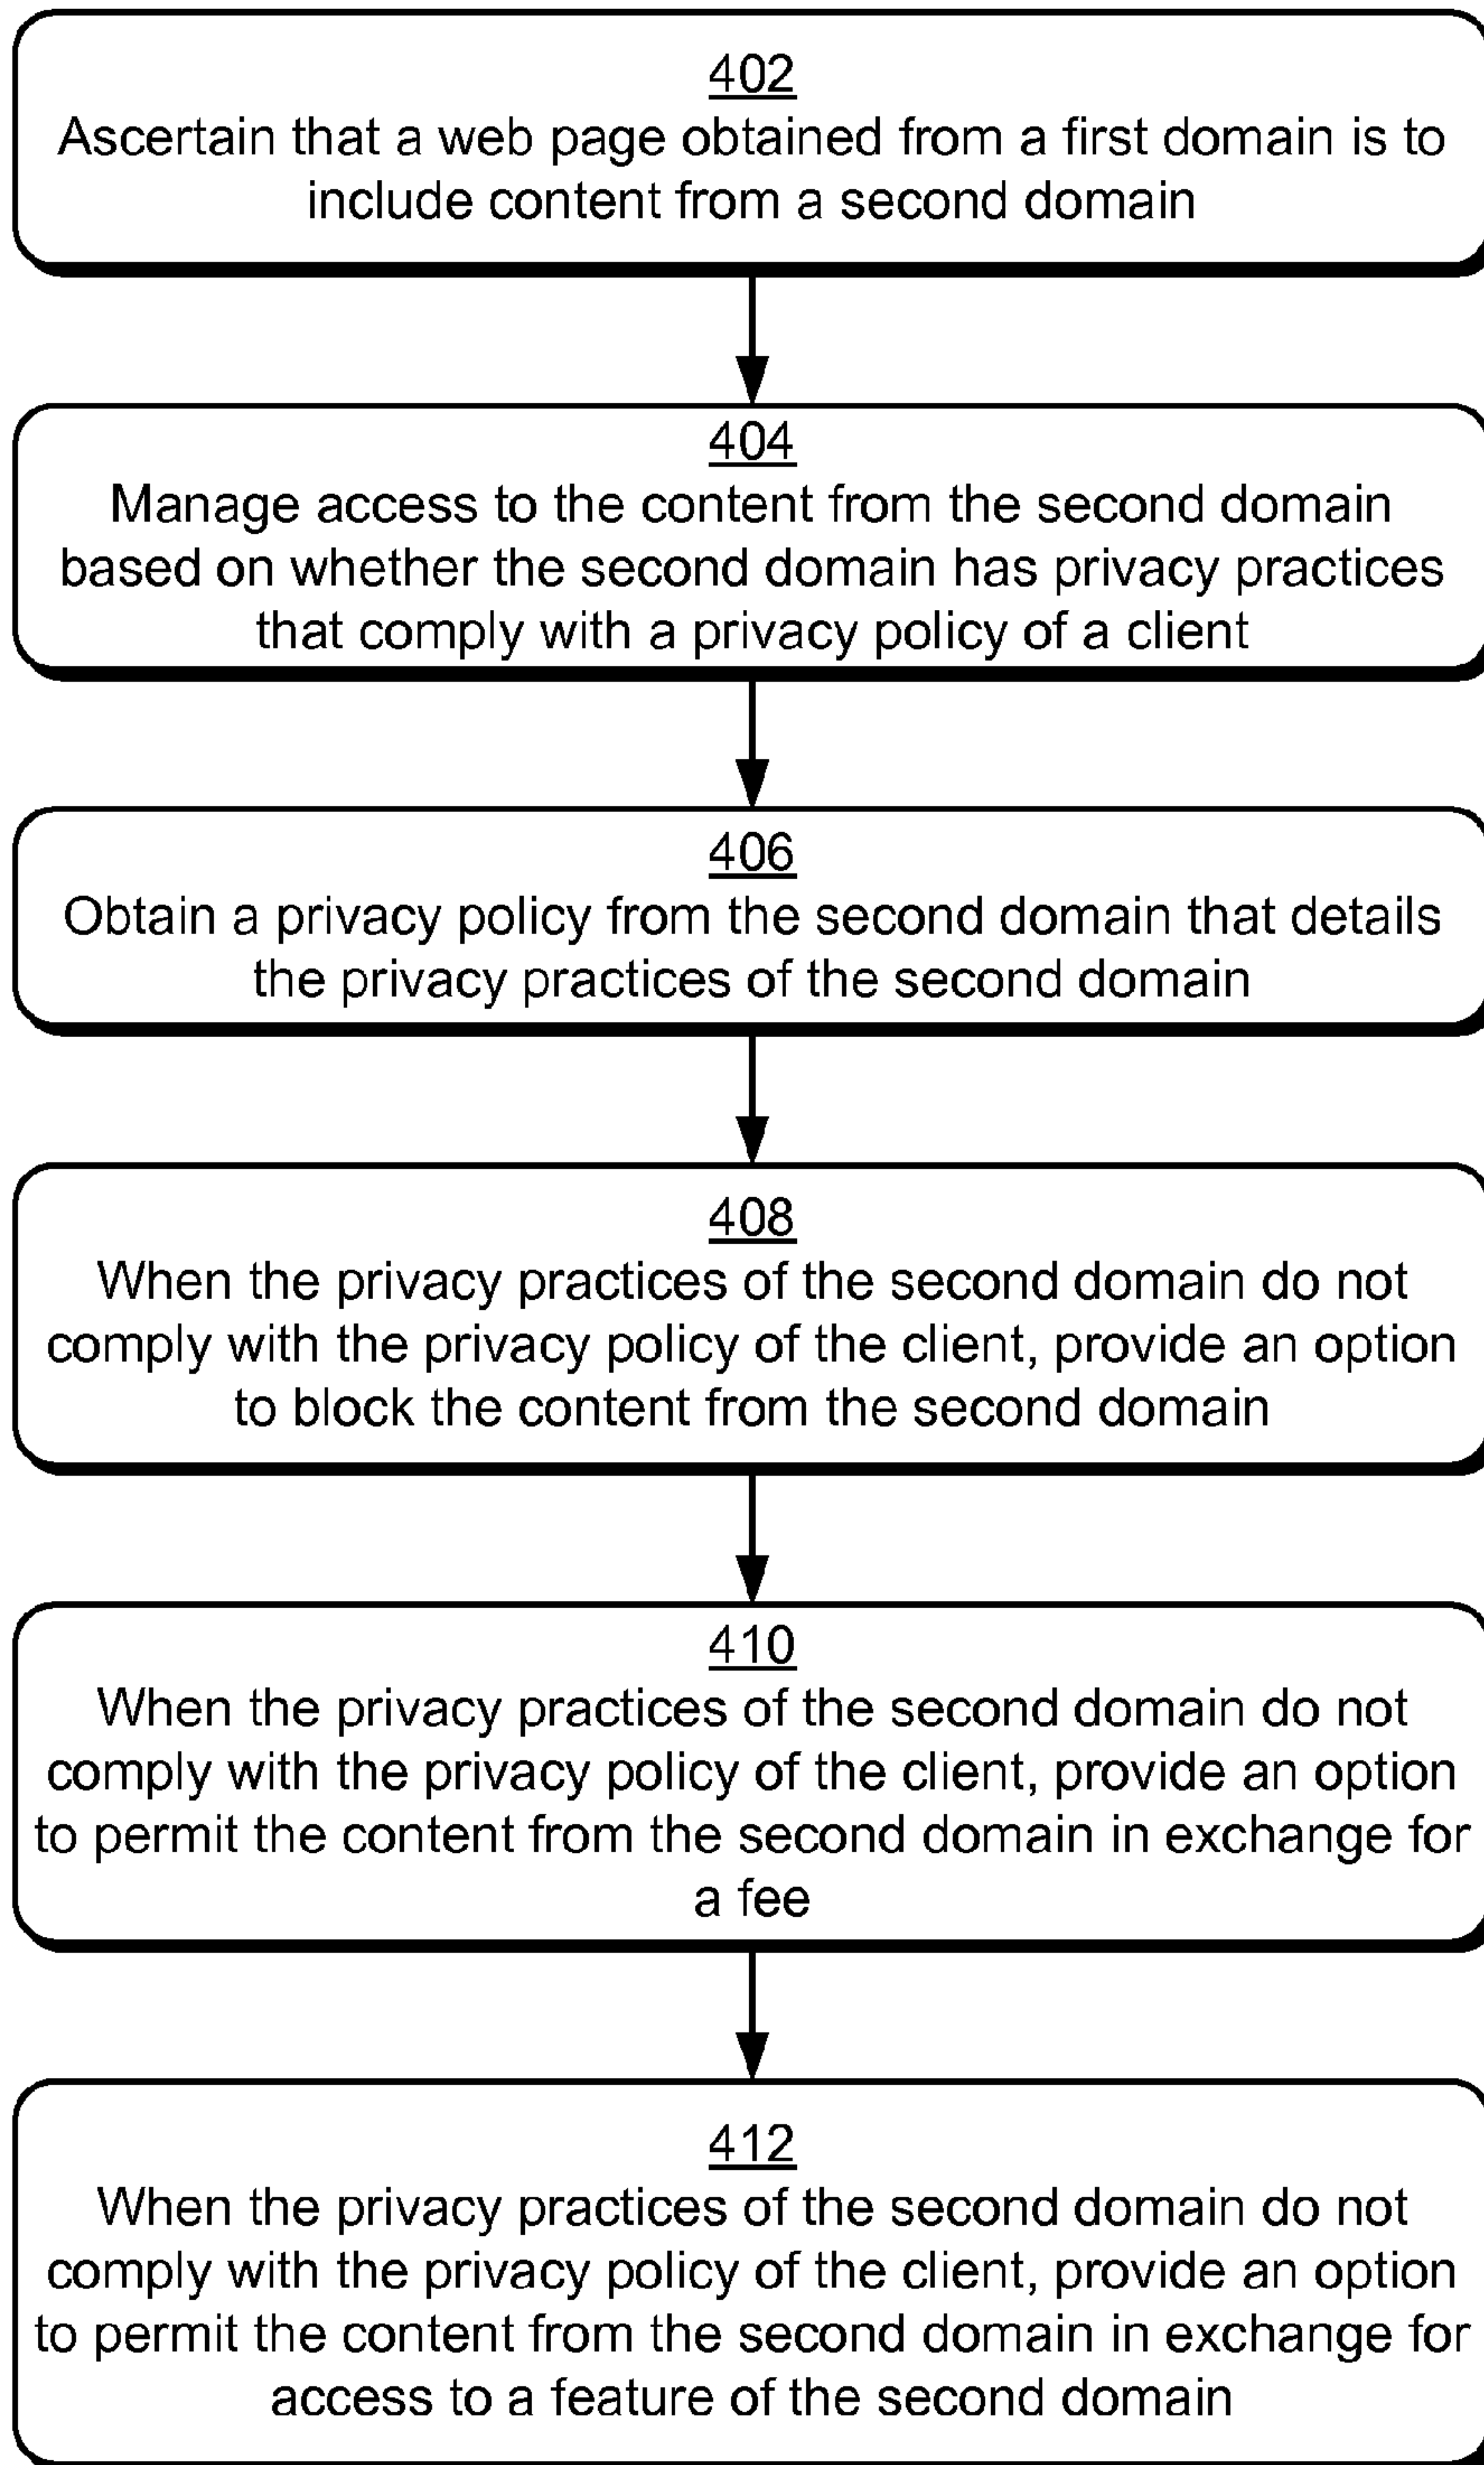 402
Ascertain that a web page obtained from a first domain is to
include content from a second domain
404
Manage access to the content from the second domain
based on whether the second domain has privacy practices
that comply with a privacy policy of a client
406
Obtain a privacy policy from the second domain that details
the privacy practices of the second domain
408
When the privacy practices of the second domain do not
comply with the privacy policy of the client, provide an option
to block the content from the second domain
410
When the privacy practices of the second domain do not
comply with the privacy policy of the client, provide an option
to permit the content from the second domain in exchange for
a fee
412
When the privacy practices of the second domain do not
comply with the privacy policy of the client, provide an option
to permit the content from the second domain in exchange for
access to a feature of the second domain